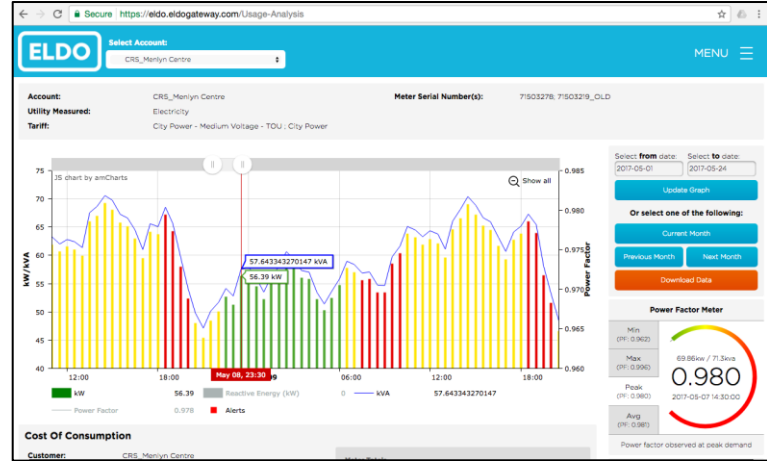 Secure https://eldo.eldogateway.com/Usage-Analysis
ELDO
Select Account:
CRS_Menlyn Centre
MENU
Account: CRS_Menlyn Centre Meter Serial Number(s): 71503278; 71503219_OLD
Utility Measured: Electricity
Tariff: City Power - Medium Voltage - TOU : City Power
JS chart by amCharts
Show all
kW/kVA
75
70
65
60
55
50
45
40
57.643343270147 kVA
56.39 kW
0.985
0.980
0.975
0.970
0.965
0.960
Power Factor
12:00 18:00 May 08, 23:30 09 06:00 12:00 18:00
kW 56.39 Reactive Energy (kW) 0 kVA 57.643343270147
Power Factor 0.978 Alerts
Select from date: Select to date:
2017-05-01 2017-05-24
Update Graph
Or select one of the following:
Current Month
Previous Month Next Month
Download Data
Power Factor Meter
Min
(PF: 0.962)
Max
(PF: 0.996)
Peak
(PF: 0.980)
Avg
(PF: 0.981)
69.86kw / 71.3kva
0.980
2017-05-07 14:30:00
Power factor observed at peak demand
Cost Of Consumption
Customer: CRS_Menlyn Centre